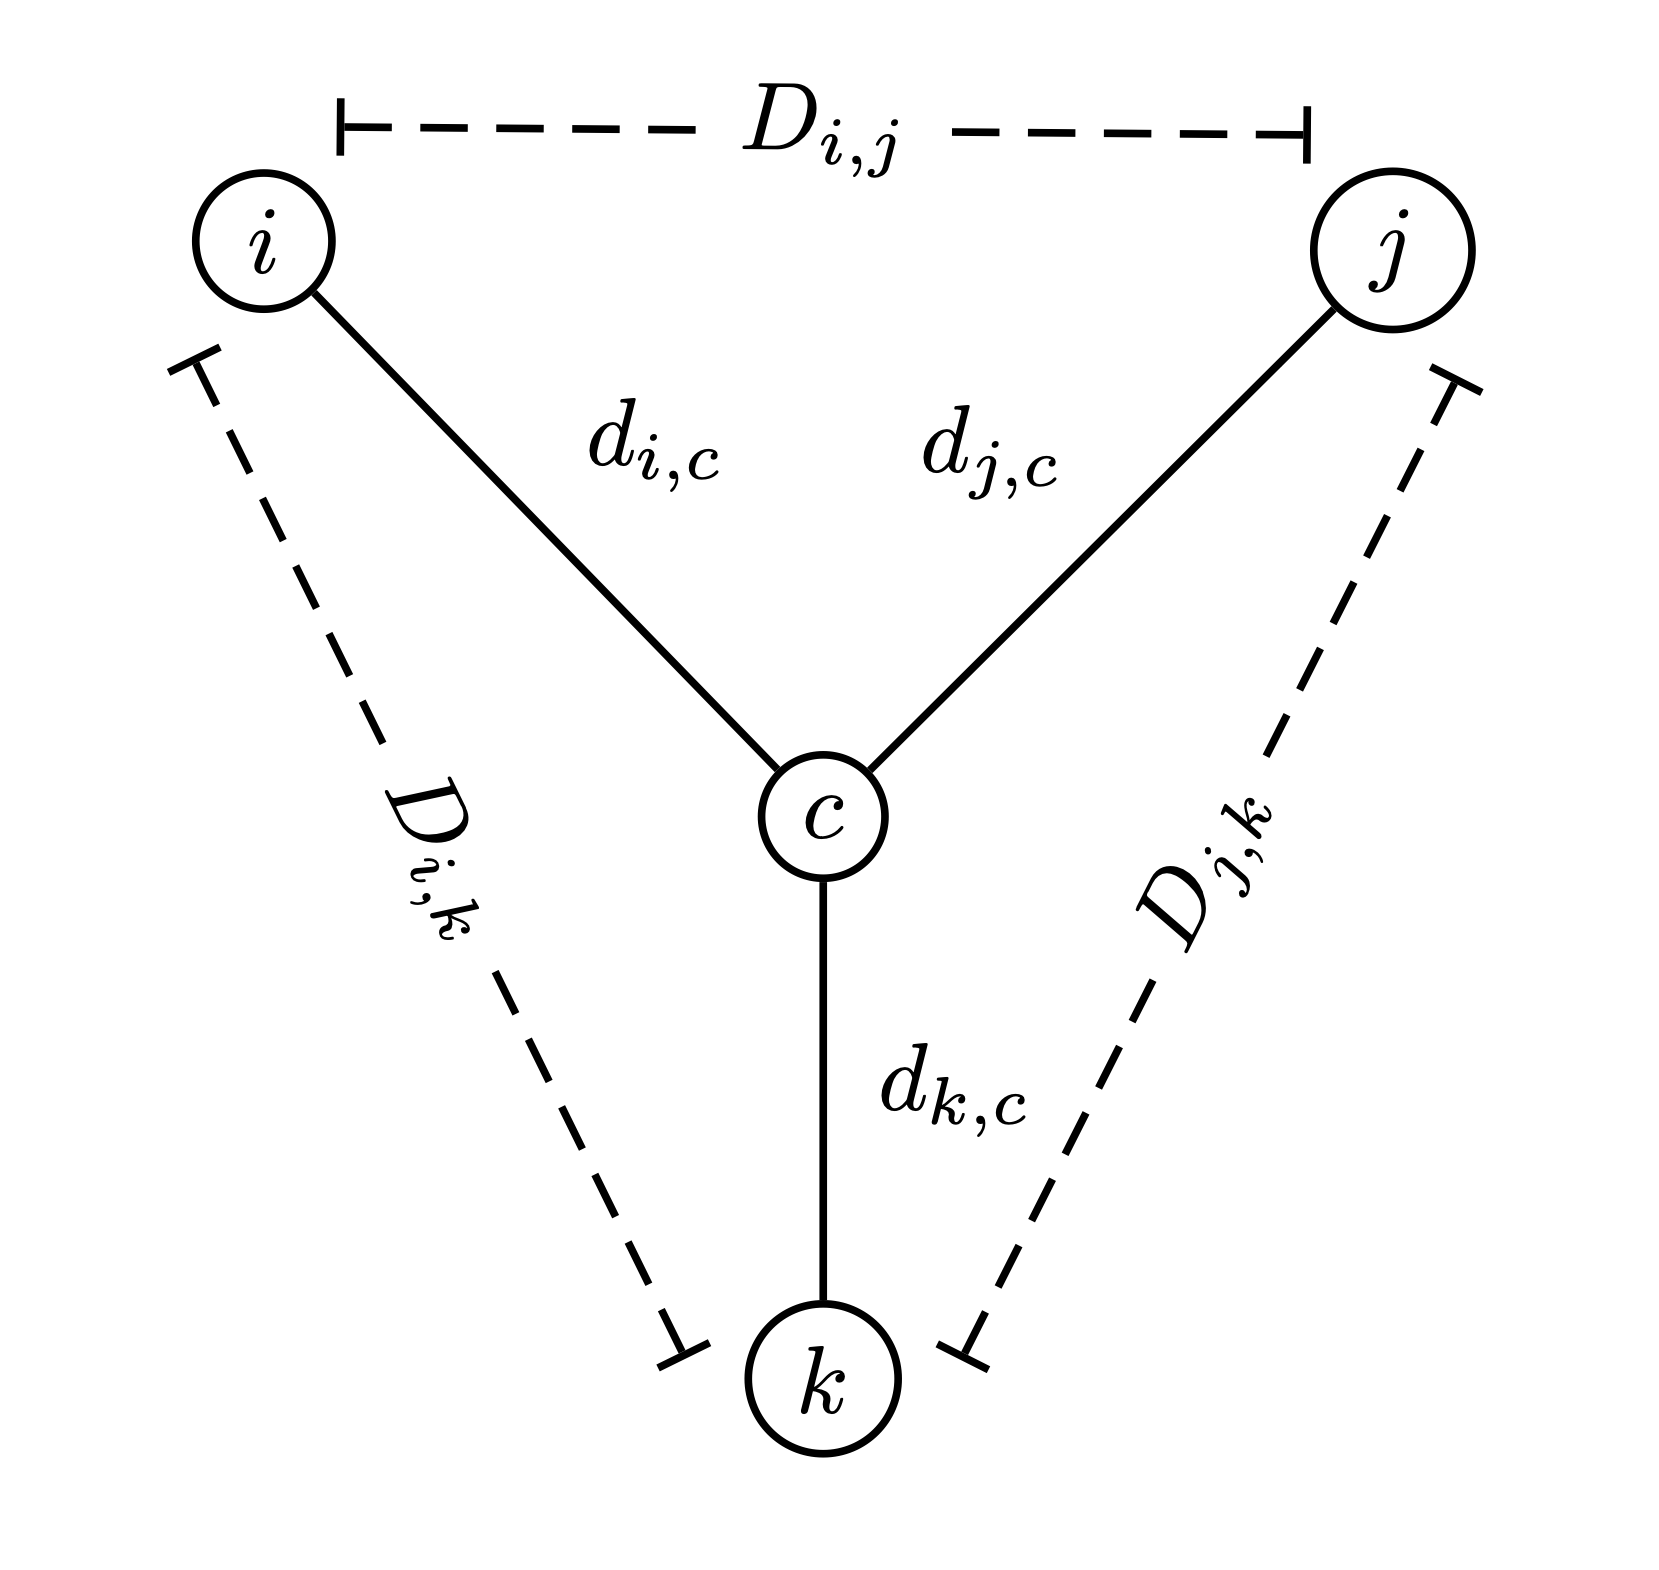 D_{i,j}
i
j
d_{i,c}
d_{j,c}
c
D_{i,k}
D_{j,k}
d_{k,c}
k